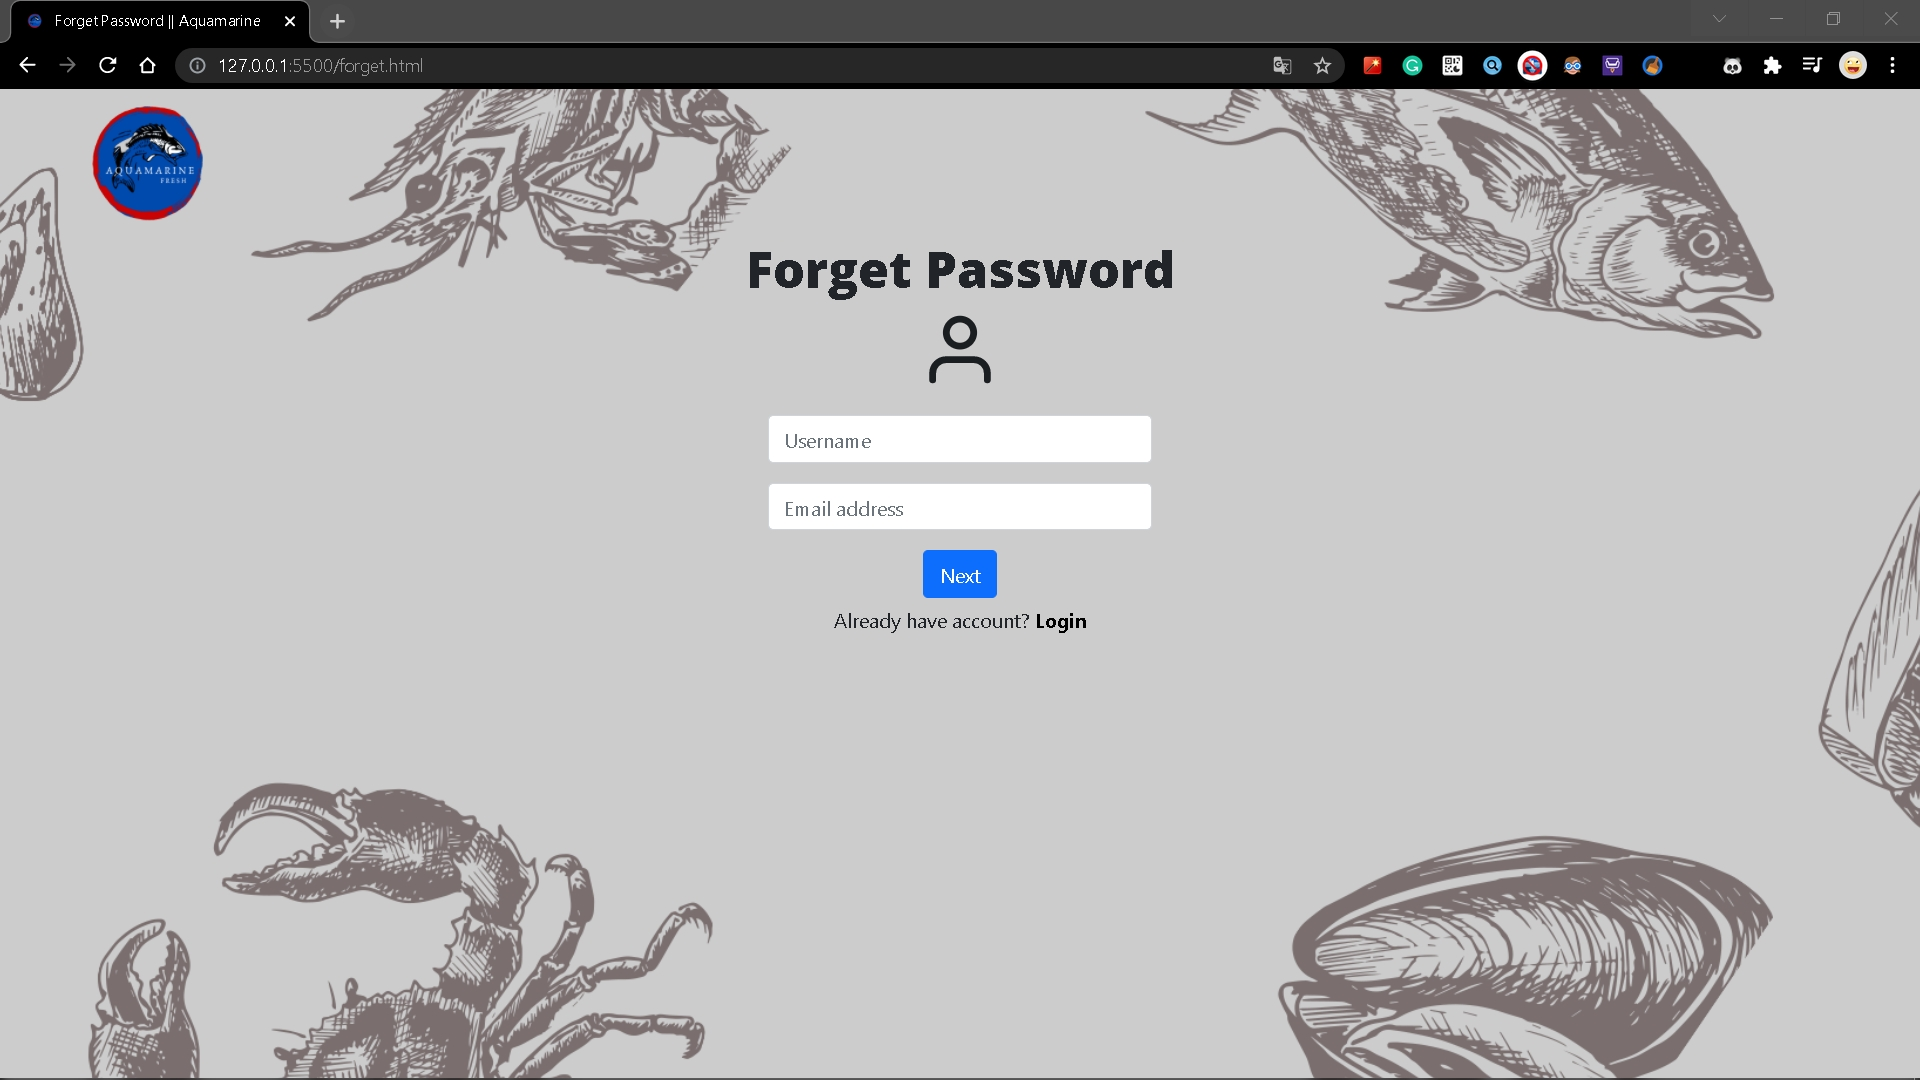 Forget Password || Aquamarine
127.0.0.1:5500/forget.html
AQUAMARINE
FRESH
Forget Password
Username
Email address
Next
Already have account? Login